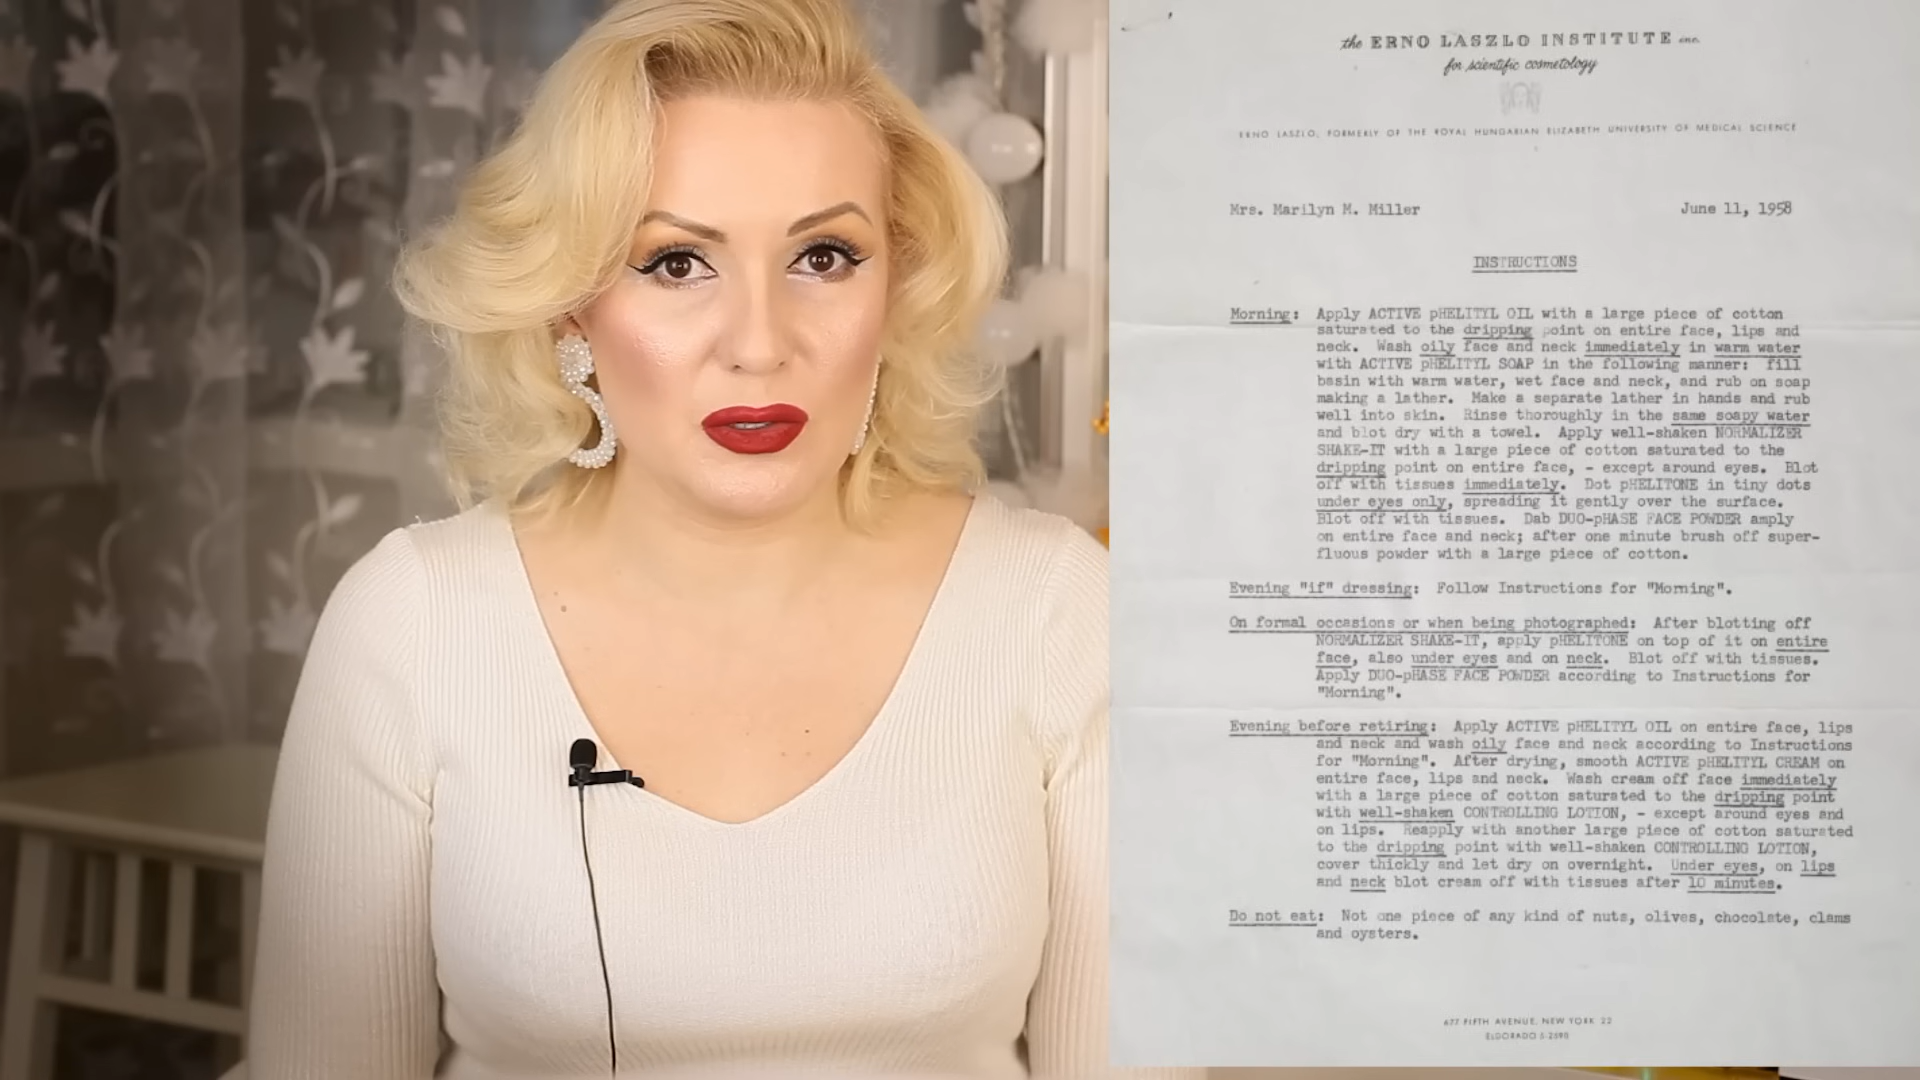 the ERNO LASZLO INSTITUTE inc.
for scientific cosmetology
ERNO LASZLO, FORMERLY OF THE ROYAL HUNGARIAN ELIZABETH UNIVERSITY OF MEDICAL SCIENCE
Mrs. Marilyn M. Miller June 11, 1958
INSTRUCTIONS
Morning: Apply ACTIVE pHELITYL OIL with a large piece of cotton
saturated to the dripping point on entire face, lips and
neck. Wash oily face and neck immediately in warm water
with ACTIVE pHELITYL SOAP in the following manner: fill
basin with warm water, wet face and neck, and rub on soap
making a lather. Make a separate lather in hands and rub
well into skin. Rinse thoroughly in the same soapy water
and blot dry with a towel. Apply well-shaken NORMALIZER
SHAKE-IT with a large piece of cotton saturated to the
dripping point on entire face, - except around eyes. Blot
off with tissues immediately. Dot pHELITONE in tiny dots
under eyes only, spreading it gently over the surface.
Blot off with tissues. Dab DUO-pHASE FACE POWDER amply
on entire face and neck; after one minute brush off super-
fluous powder with a large piece of cotton.
Evening "if" dressing: Follow Instructions for "Morning".
On formal occasions or when being photographed: After blotting off
NORMALIZER SHAKE-IT, apply pHELITONE on top of it on entire
face, also under eyes and on neck. Blot off with tissues.
Apply DUO-pHASE FACE POWDER according to Instructions for
"Morning".
Evening before retiring: Apply ACTIVE pHELITYL OIL on entire face, lips
and neck and wash oily face and neck according to Instructions
for "Morning". After drying, smooth ACTIVE pHELITYL CREAM on
entire face, lips and neck. Wash cream off face immediately
with a large piece of cotton saturated to the dripping point
with well-shaken CONTROLLING LOTION, - except around eyes and
on lips. Reapply with another large piece of cotton saturated
to the dripping point with well-shaken CONTROLLING LOTION,
cover thickly and let dry on overnight. Under eyes, on lips
and neck blot cream off with tissues after 10 minutes.
Do not eat: Not one piece of any kind of nuts, olives, chocolate, clams
and oysters.
677 FIFTH AVENUE, NEW YORK 22
ELDORADO 5-2690